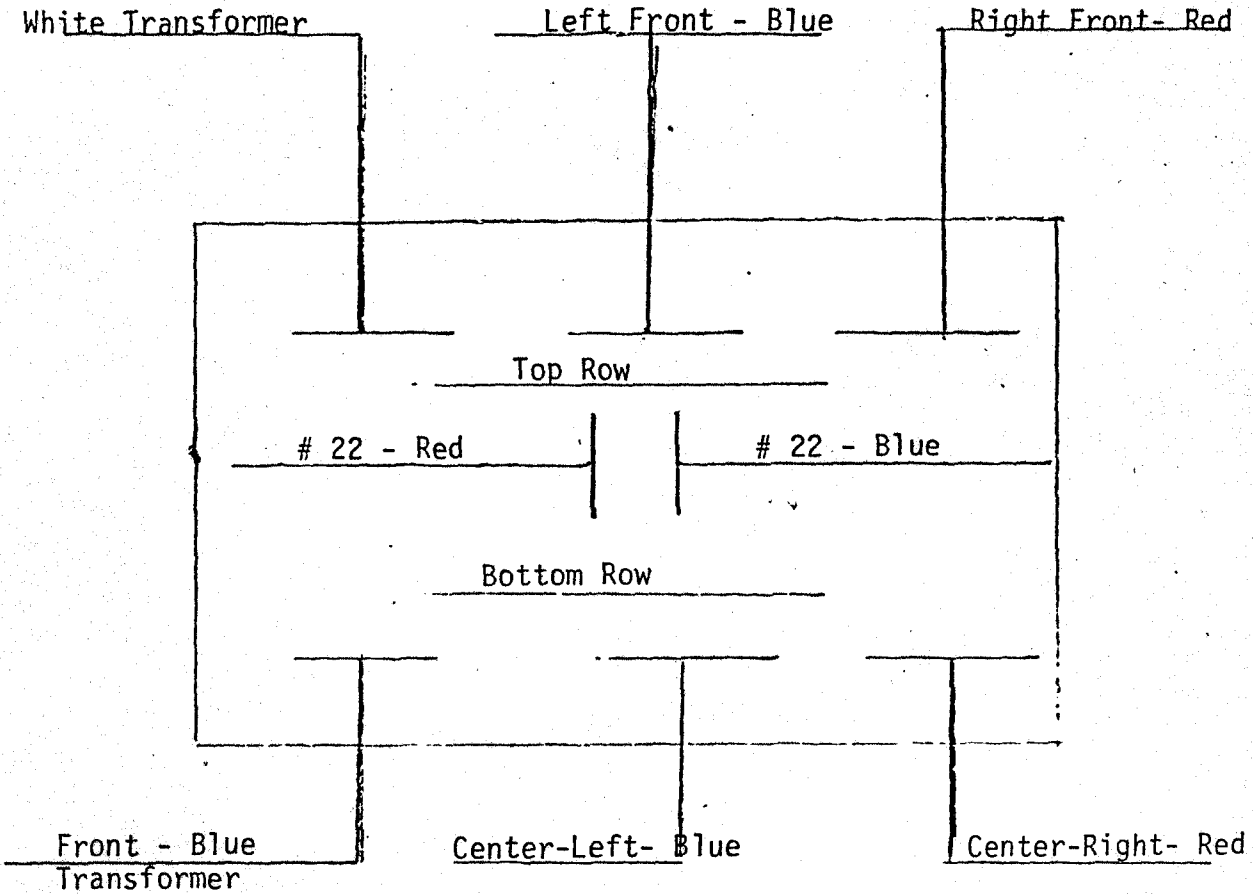 White Transformer
Left Front - Blue
Right Front- Red
Top Row
# 22 - Red
# 22 - Blue
Bottom Row
Front - Blue
Transformer
Center-Left- Blue
Center-Right- Red